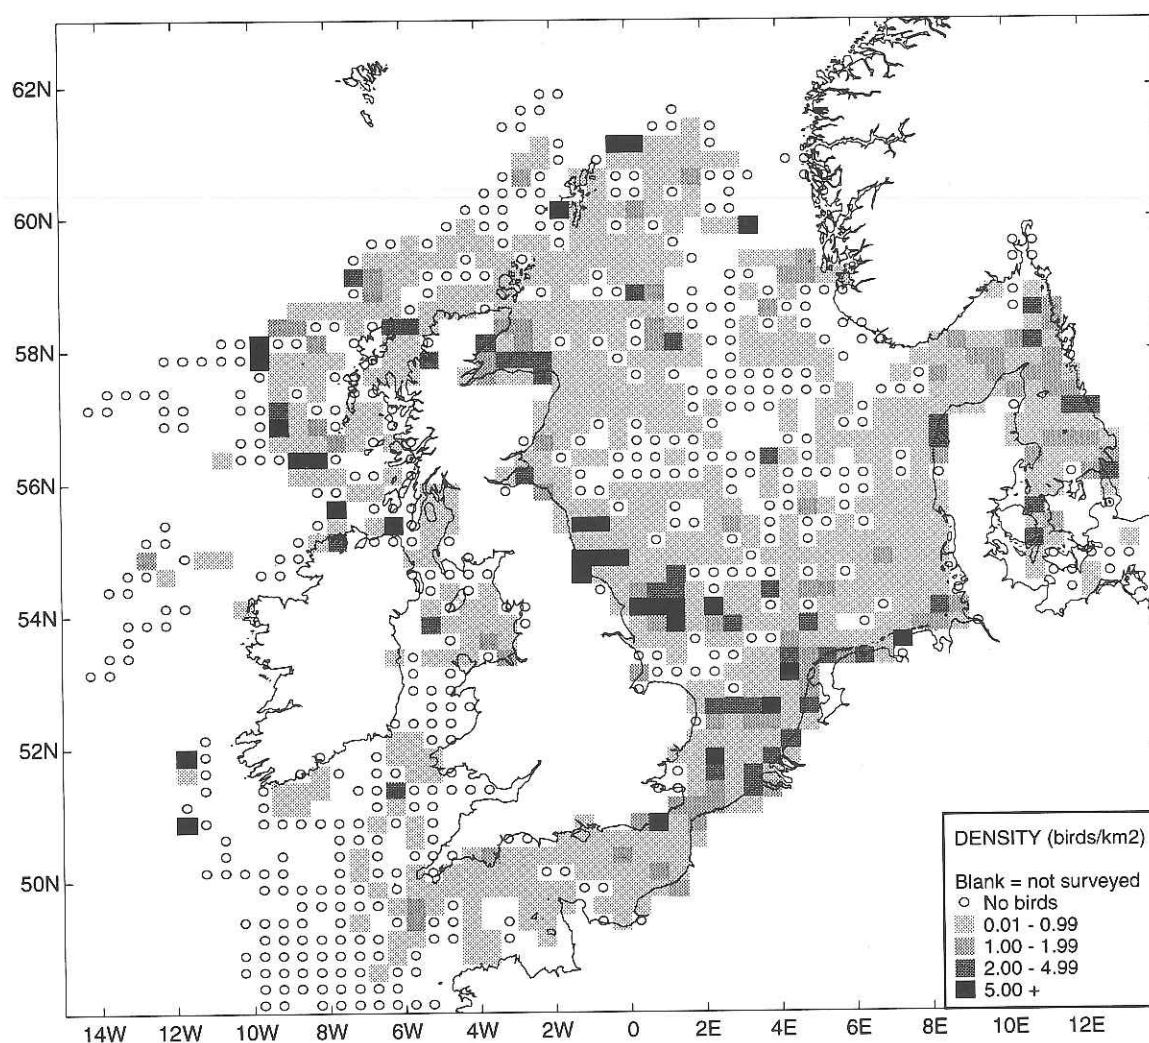 62N
60N
58N
56N
54N
52N
50N
DENSITY (birds/km2)
Blank = not surveyed
No birds
0.01 - 0.99
1.00 - 1.99
2.00 - 4.99
5.00 +
14W 12W 10W 8W 6W 4W 2W 0 2E 4E 6E 8E 10E 12E